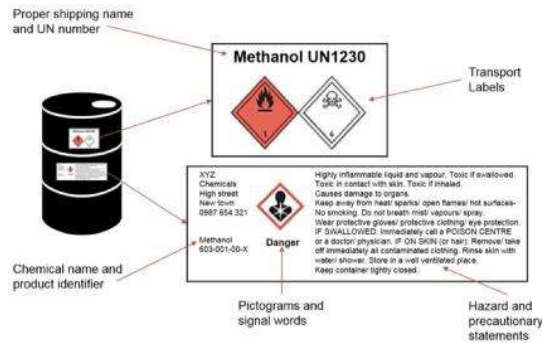 Proper shipping name
and UN number
Methanol UN1230
3
6
Transport
Labels
XYZ
Chemicals
High street
New town
0987 654 321
Methanol
603-001-00-X
Danger
Highly inflammable liquid and vapour. Toxic if swallowed.
Toxic in contact with skin. Toxic if inhaled.
Causes damage to organs.
Keep away from heat/ sparks/ open flames/ hot surfaces-
No smoking. Do not breath mist/ vapours/ spray.
Wear protective gloves/ protective clothing/ eye protection.
IF SWALLOWED: Immediately call a POISON CENTRE
or a doctor/ physician. IF ON SKIN (or hair): Remove/ take
off immediately all contaminated clothing. Rinse skin with
water/ shower. Store in a well ventilated place.
Keep container tightly closed.
Chemical name and
product identifier
Pictograms and
signal words
Hazard and
precautionary
statements